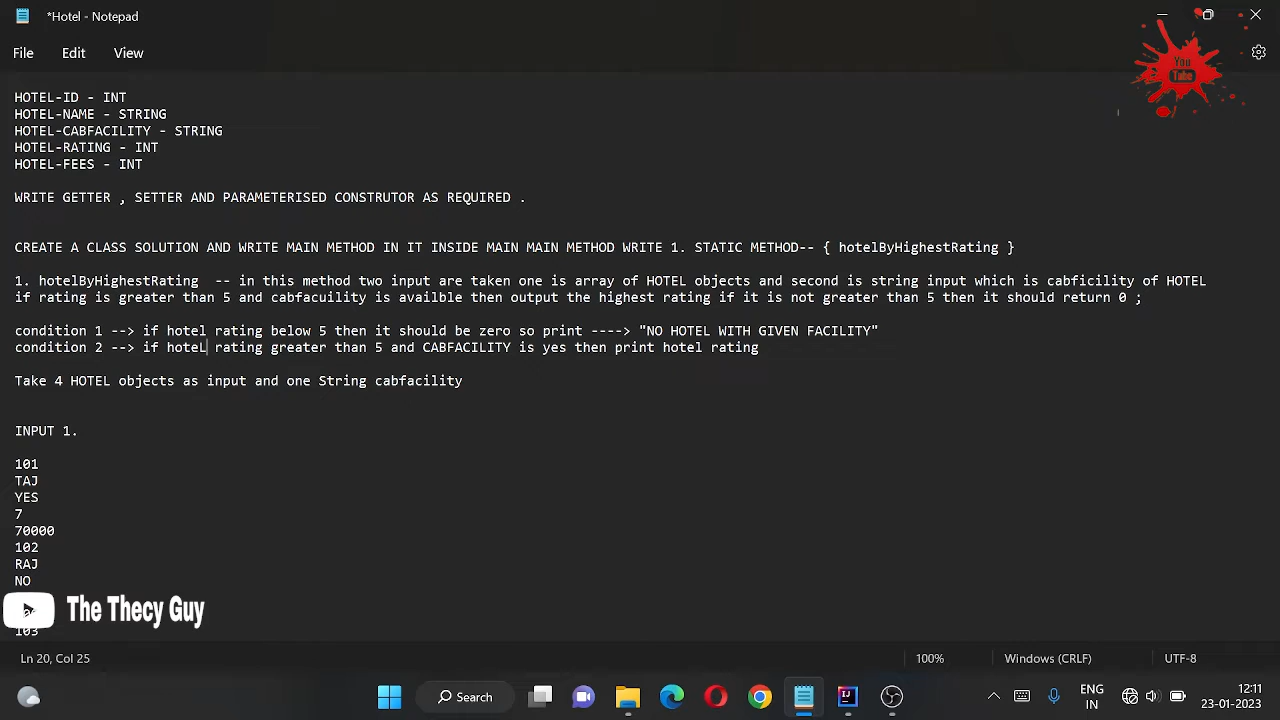 *Hotel - Notepad
File Edit View
You
Tube
HOTEL-ID - INT
HOTEL-NAME - STRING
HOTEL-CABFACILITY - STRING
HOTEL-RATING - INT
HOTEL-FEES - INT
WRITE GETTER , SETTER AND PARAMETERISED CONSTRUTOR AS REQUIRED .
CREATE A CLASS SOLUTION AND WRITE MAIN METHOD IN IT INSIDE MAIN MAIN METHOD WRITE 1. STATIC METHOD-- { hotelByHighestRating }
1. hotelByHighestRating -- in this method two input are taken one is array of HOTEL objects and second is string input which is cabficility of HOTEL
if rating is greater than 5 and cabfacuility is availble then output the highest rating if it is not greater than 5 then it should return 0 ;
condition 1 --> if hotel rating below 5 then it should be zero so print ----> "NO HOTEL WITH GIVEN FACILITY"
condition 2 --> if hoteL rating greater than 5 and CABFACILITY is yes then print hotel rating
Take 4 HOTEL objects as input and one String cabfacility
INPUT 1.
101
TAJ
YES
7
70000
102
RAJ
NO
The Thecy Guy
103
Ln 20, Col 25 100% Windows (CRLF) UTF-8
Search
ENG
IN
12:11
23-01-2023